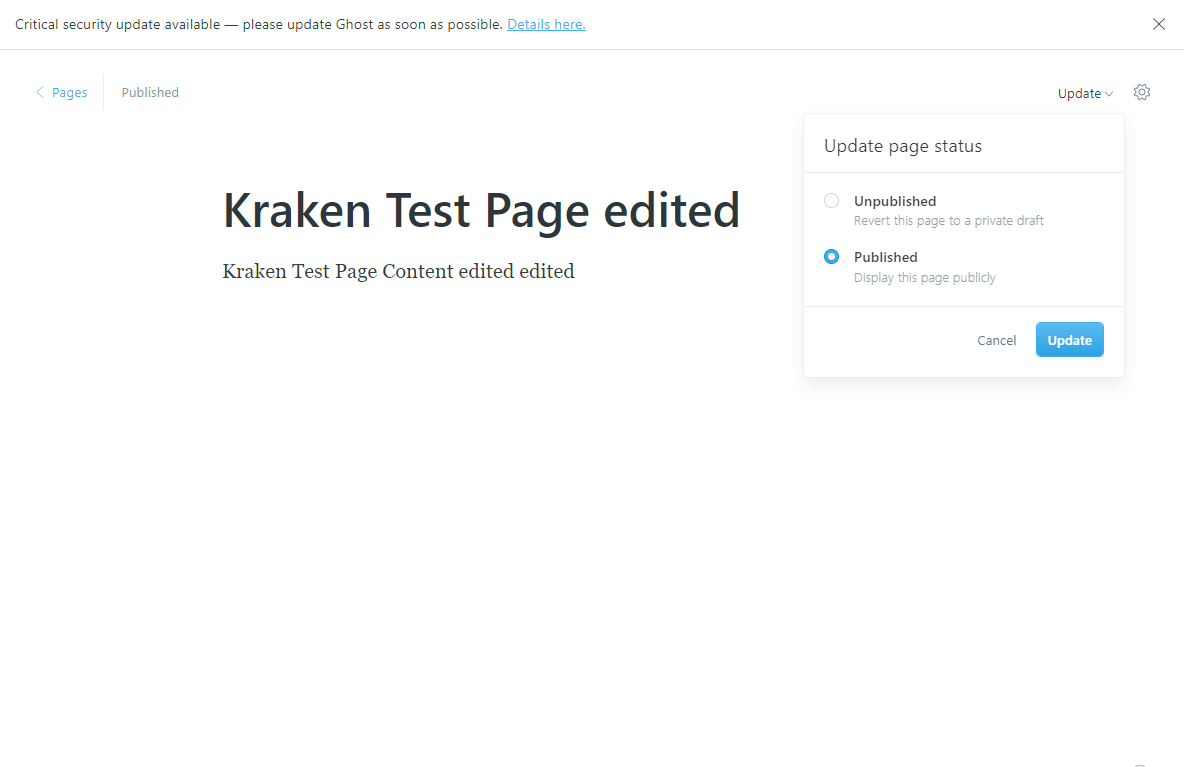 Critical security update available — please update Ghost as soon as possible. Details here.
Pages
Published
Update
Update page status
Kraken Test Page edited
Kraken Test Page Content edited edited
Unpublished
Revert this page to a private draft
Published
Display this page publicly
Cancel
Update